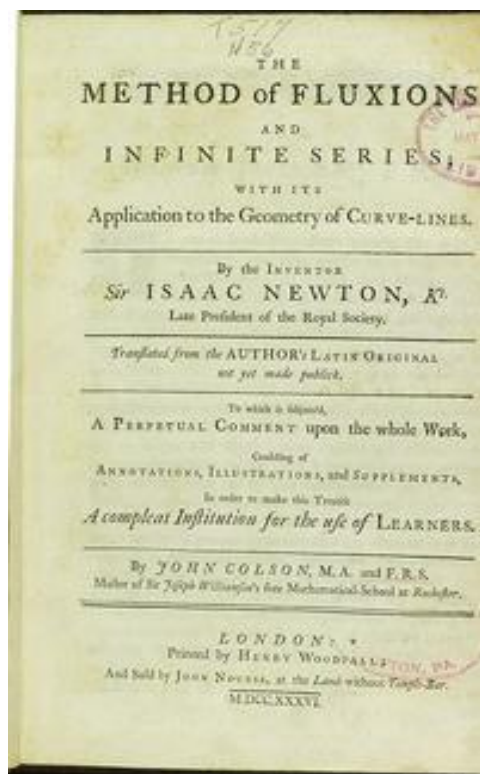 T517
N56
THE
METHOD of FLUXIONS
AND
INFINITE SERIES;
WITH ITS
Application to the Geometry of CURVE-LINES.
By the INVENTOR
Sir ISAAC NEWTON, Kt.
Late President of the Royal Society.
Translated from the AUTHOR's LATIN ORIGINAL
not yet made publick.
To which is subjoin'd,
A PERPETUAL COMMENT upon the whole Work,
Consisting of
ANNOTATIONS, ILLUSTRATIONS, and SUPPLEMENTS,
In order to make this Treatise
A compleat Institution for the use of LEARNERS.
By JOHN COLSON, M.A. and F.R.S.
Master of Sir Joseph Williamson's free Mathematical-School at Rochester.
LONDON:
Printed by HENRY WOODFALL;
And Sold by JOHN NOURSE, at the Lamb without Temple-Bar.
M.DCC.XXXVI.